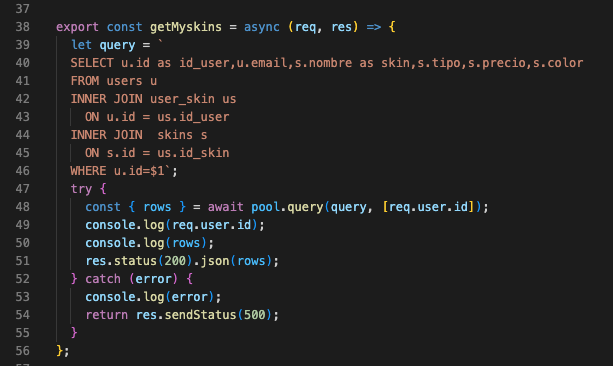 37
38 export const getMyskins = async (req, res) => {
39 let query = `
40 SELECT u.id as id_user,u.email,s.nombre as skin,s.tipo,s.precio,s.color
41 FROM users u
42 INNER JOIN user_skin us
43 ON u.id = us.id_user
44 INNER JOIN  skins s
45 ON s.id = us.id_skin
46 WHERE u.id=$1`;
47 try {
48 const { rows } = await pool.query(query, [req.user.id]);
49 console.log(req.user.id);
50 console.log(rows);
51 res.status(200).json(rows);
52 } catch (error) {
53 console.log(error);
54 return res.sendStatus(500);
55 }
56 };